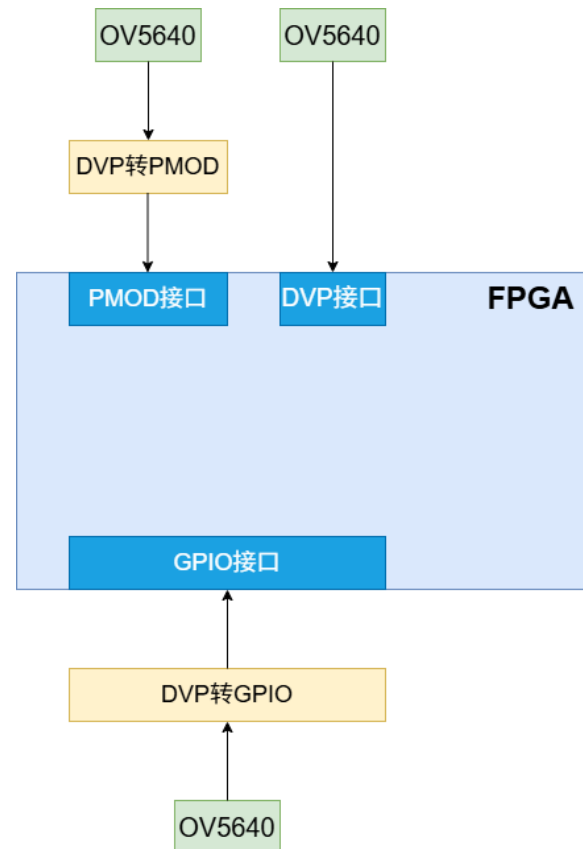 OV5640
OV5640
DVP转PMOD
PMOD接口
DVP接口
FPGA
GPIO接口
DVP转GPIO
OV5640